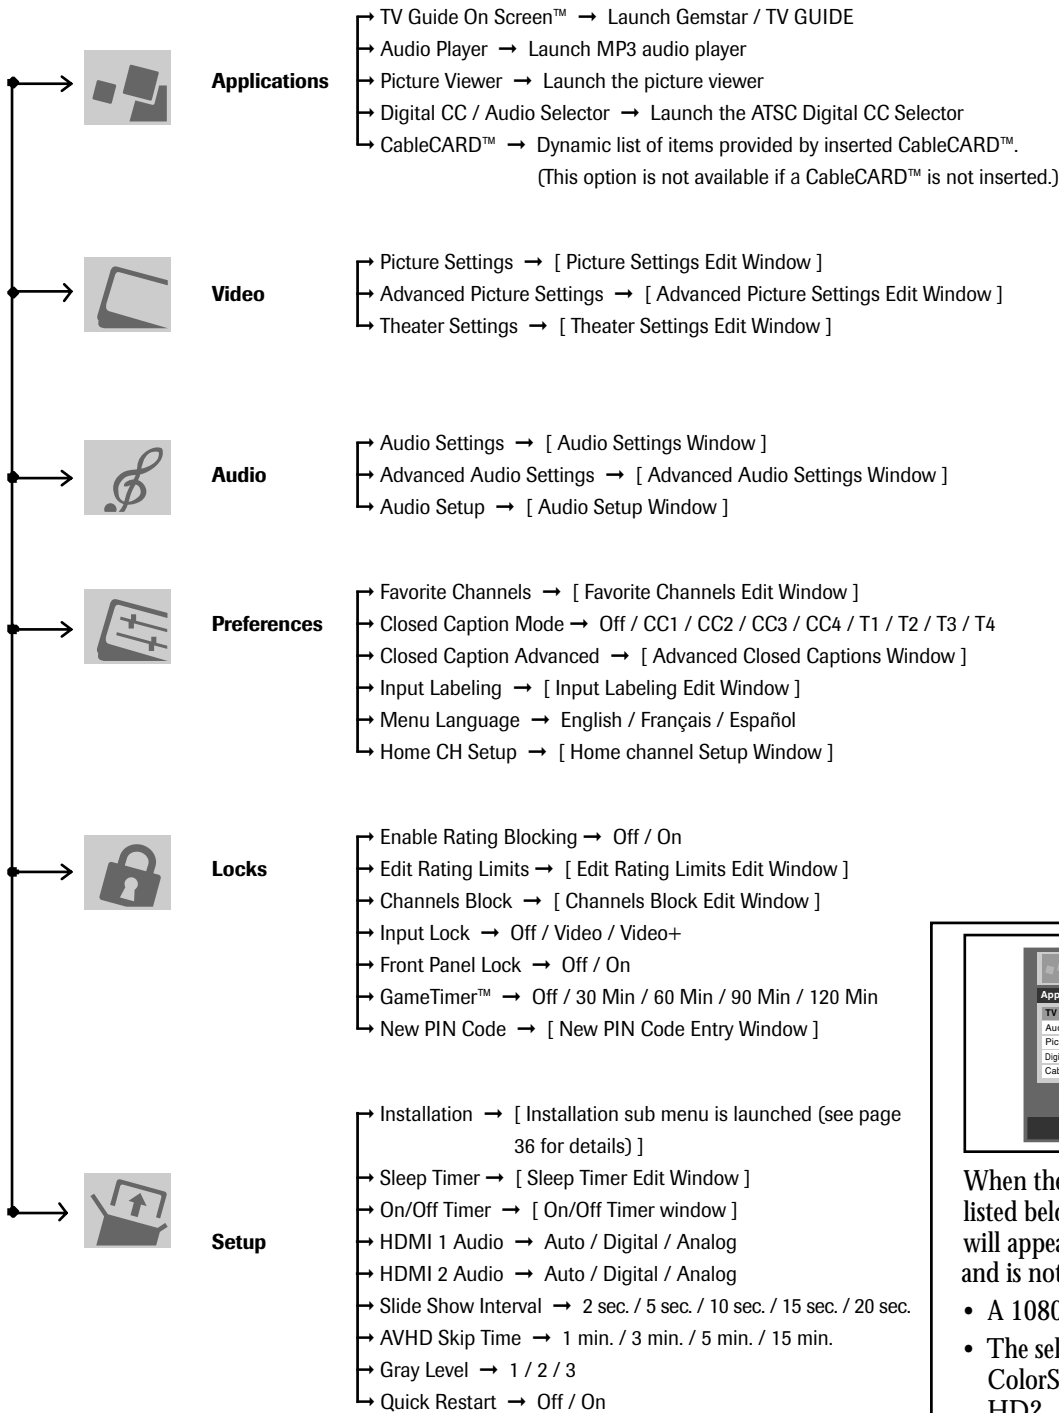 Applications
→ TV Guide On Screen™ → Launch Gemstar / TV GUIDE
→ Audio Player → Launch MP3 audio player
→ Picture Viewer → Launch the picture viewer
→ Digital CC / Audio Selector → Launch the ATSC Digital CC Selector
→ CableCARD™ → Dynamic list of items provided by inserted CableCARD™.
(This option is not available if a CableCARD™ is not inserted.)
Video
→ Picture Settings → [ Picture Settings Edit Window ]
→ Advanced Picture Settings → [ Advanced Picture Settings Edit Window ]
→ Theater Settings → [ Theater Settings Edit Window ]
Audio
→ Audio Settings → [ Audio Settings Window ]
→ Advanced Audio Settings → [ Advanced Audio Settings Window ]
→ Audio Setup → [ Audio Setup Window ]
Preferences
→ Favorite Channels → [ Favorite Channels Edit Window ]
→ Closed Caption Mode → Off / CC1 / CC2 / CC3 / CC4 / T1 / T2 / T3 / T4
→ Closed Caption Advanced → [ Advanced Closed Captions Window ]
→ Input Labeling → [ Input Labeling Edit Window ]
→ Menu Language → English / Français / Español
→ Home CH Setup → [ Home channel Setup Window ]
Locks
→ Enable Rating Blocking → Off / On
→ Edit Rating Limits → [ Edit Rating Limits Edit Window ]
→ Channels Block → [ Channels Block Edit Window ]
→ Input Lock → Off / Video / Video+
→ Front Panel Lock → Off / On
→ GameTimer™ → Off / 30 Min / 60 Min / 90 Min / 120 Min
→ New PIN Code → [ New PIN Code Entry Window ]
Setup
→ Installation → [ Installation sub menu is launched (see page
36 for details) ]
→ Sleep Timer → [ Sleep Timer Edit Window ]
→ On/Off Timer → [ On/Off Timer window ]
→ HDMI 1 Audio → Auto / Digital / Analog
→ HDMI 2 Audio → Auto / Digital / Analog
→ Slide Show Interval → 2 sec. / 5 sec. / 10 sec. / 15 sec. / 20 sec.
→ AVHD Skip Time → 1 min. / 3 min. / 5 min. / 15 min.
→ Gray Level → 1 / 2 / 3
→ Quick Restart → Off / On
App
TV
Aud
Pic
Digi
Cab
When the
listed belo
will appea
and is not
• A 1080
• The sel
ColorS
HD2